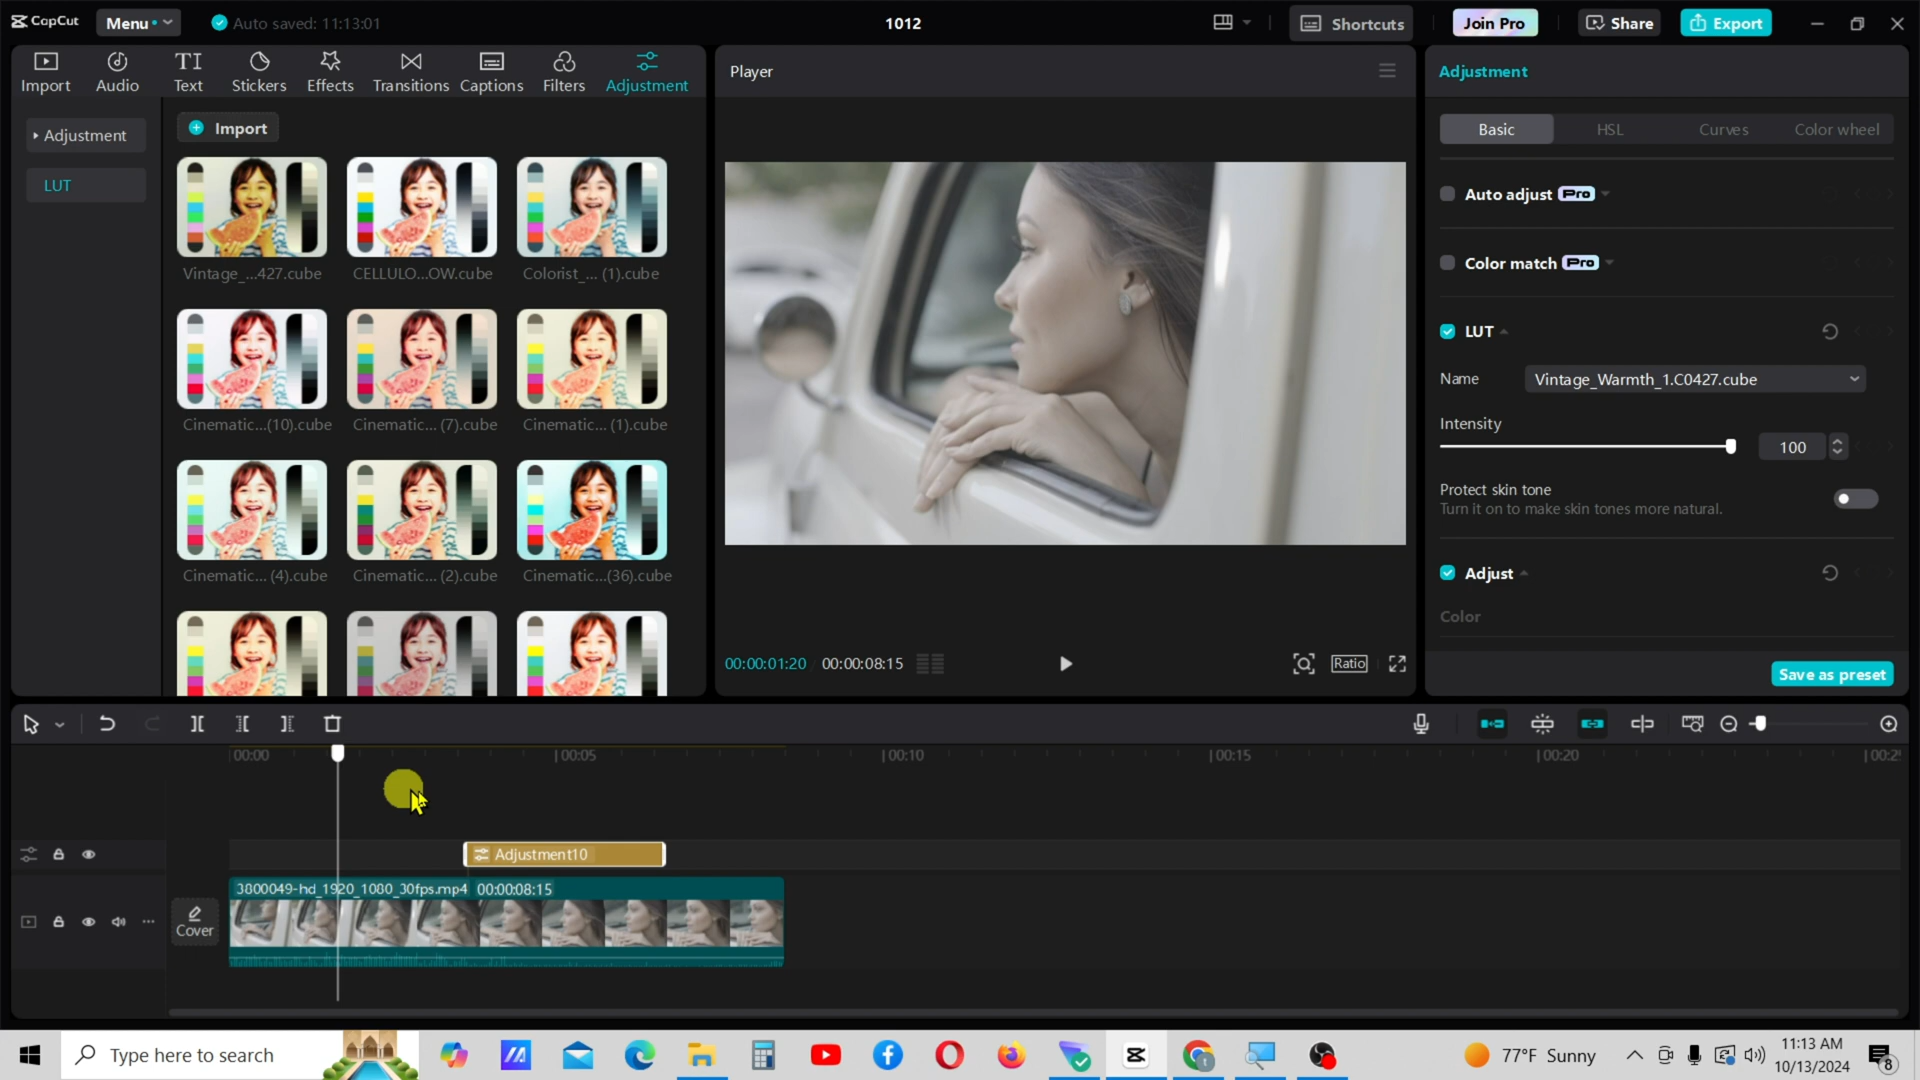 CapCut
Menu
Auto saved: 11:13:01
1012
Shortcuts
Join Pro
Share
Export
Import
Audio
TI
Text
Stickers
Effects
Transitions
Captions
Filters
Adjustment
Player
Adjustment
Adjustment
LUT
Import
Vintage_...427.cube
CELLULO...OW.cube
Colorist_... (1).cube
Cinematic...(10).cube
Cinematic... (7).cube
Cinematic... (1).cube
Cinematic... (4).cube
Cinematic... (2).cube
Cinematic...(36).cube
00:00:01:20
00:00:08:15
Ratio
Basic
HSL
Curves
Color wheel
Auto adjust Pro
Color match Pro
LUT
Name
Vintage_Warmth_1.C0427.cube
Intensity
100
Protect skin tone
Turn it on to make skin tones more natural.
Adjust
Color
Save as preset
00:00
00:05
00:10
00:15
00:20
Adjustment10
3800049-hd_1920_1080_30fps.mp4 00:00:08:15
Cover
Type here to search
77°F Sunny
11:13 AM
10/13/2024
8